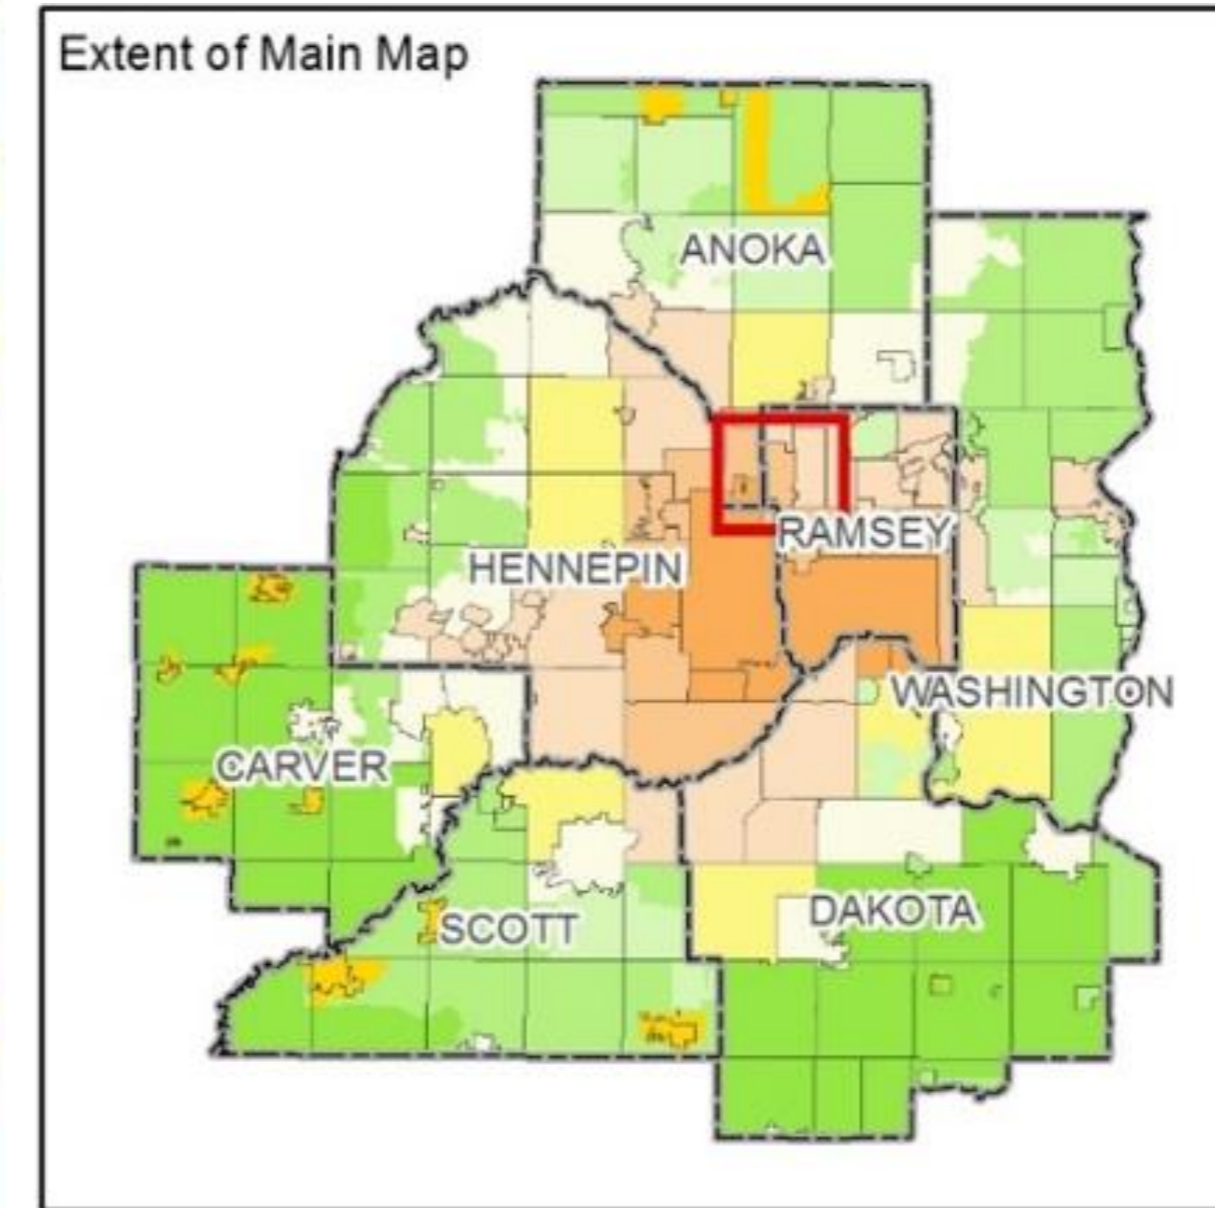 Extent of Main Map
ANOKA
RAMSEY
HENNEPIN
WASHINGTON
CARVER
DAKOTA
SCOTT